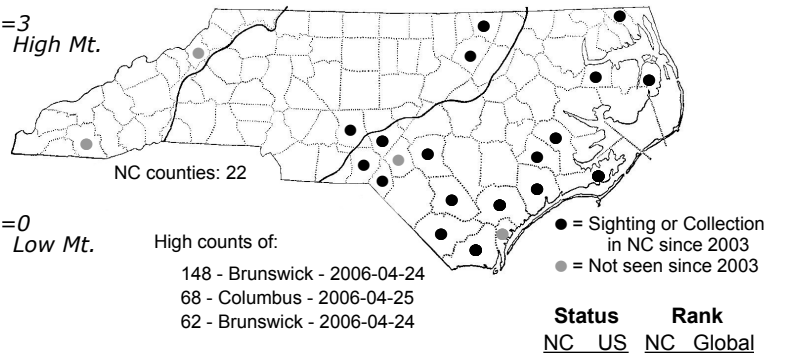 =3
High Mt.
NC counties: 22
=0
Low Mt.
High counts of:
148 - Brunswick - 2006-04-24
68 - Columbus - 2006-04-25
62 - Brunswick - 2006-04-24
= Sighting or Collection
in NC since 2003
= Not seen since 2003
Status Rank
NC US NC Global